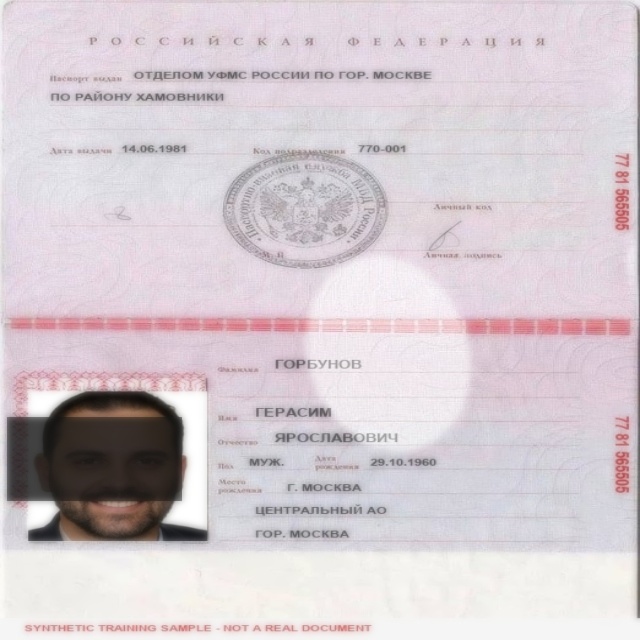 РОССИЙСКАЯ ФЕДЕРАЦИЯ
Паспорт выдан ОТДЕЛОМ УФМС РОССИИ ПО ГОР. МОСКВЕ
ПО РАЙОНУ ХАМОВНИКИ
Дата выдачи 14.06.1981 Код подразделения 770-001
77 81 565505
Личный код
Личная подпись
Фамилия ГОРБУНОВ
Имя ГЕРАСИМ
Отчество ЯРОСЛАВОВИЧ
Пол МУЖ. Дата рождения 29.10.1960
Место рождения Г. МОСКВА
ЦЕНТРАЛЬНЫЙ АО
ГОР. МОСКВА
77 81 565505
SYNTHETIC TRAINING SAMPLE - NOT A REAL DOCUMENT